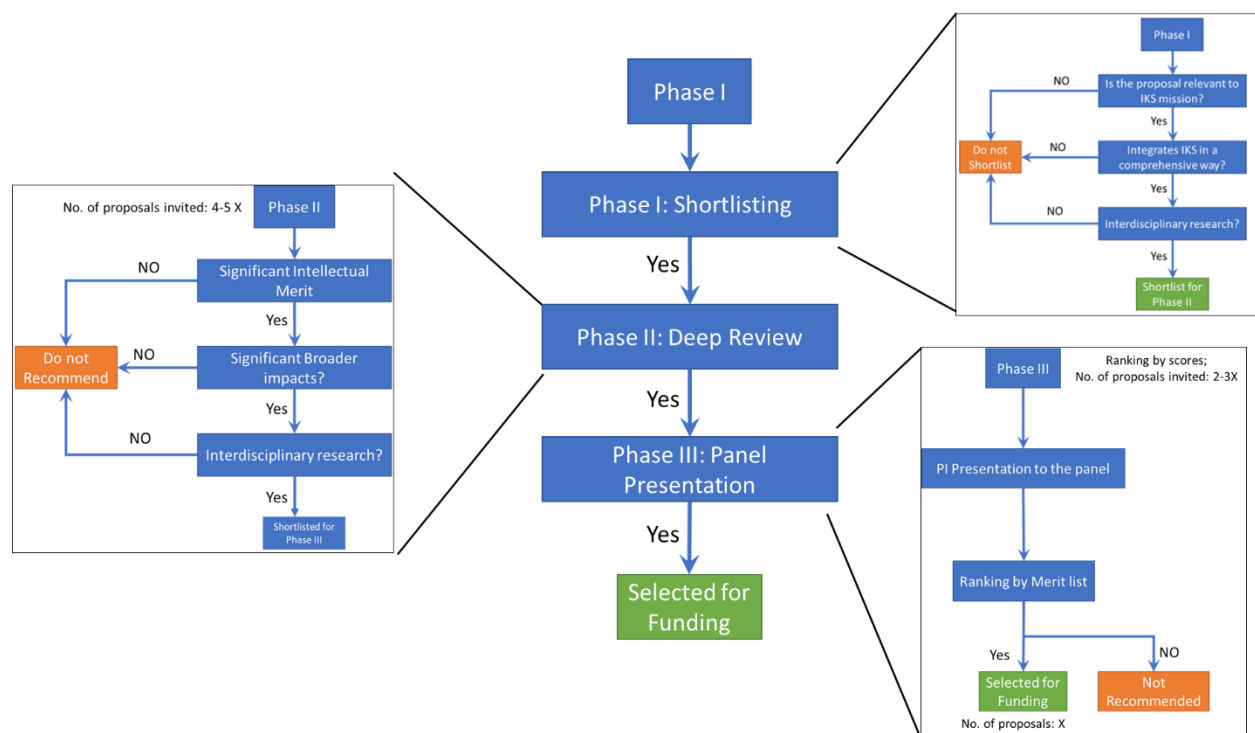 Phase I
Phase I: Shortlisting
Yes
Phase II: Deep Review
Yes
Phase III: Panel
Presentation
Yes
Selected for
Funding
No. of proposals invited: 4-5 X
Phase II
Significant Intellectual
Merit
NO
Yes
Do not
Recommend
NO
Significant Broader
impacts?
Yes
NO
Interdisciplinary research?
Yes
Shortlisted for
Phase III
Phase I
NO
Is the proposal relevant to
IKS mission?
Yes
Do not
Shortlist
NO
Integrates IKS in a
comprehensive way?
Yes
NO
Interdisciplinary research?
Yes
Shortlist for
Phase II
Phase III
Ranking by scores;
No. of proposals invited: 2-3X
PI Presentation to the panel
Ranking by Merit list
Yes
NO
Selected for
Funding
Not
Recommended
No. of proposals: X